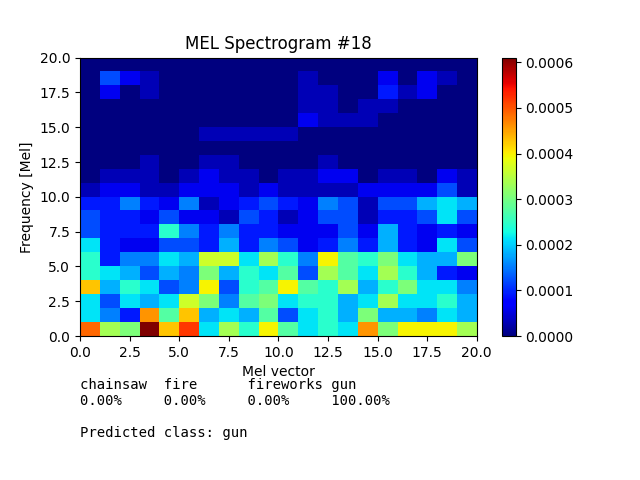 MEL Spectrogram #18
20.0
17.5
15.0
12.5
10.0
7.5
5.0
2.5
0.0
Frequency [Mel]
0.0 2.5 5.0 7.5 10.0 12.5 15.0 17.5 20.0
Mel vector
0.0006
0.0005
0.0004
0.0003
0.0002
0.0001
0.0000
chainsaw fire fireworks gun
0.00% 0.00% 0.00% 100.00%
Predicted class: gun